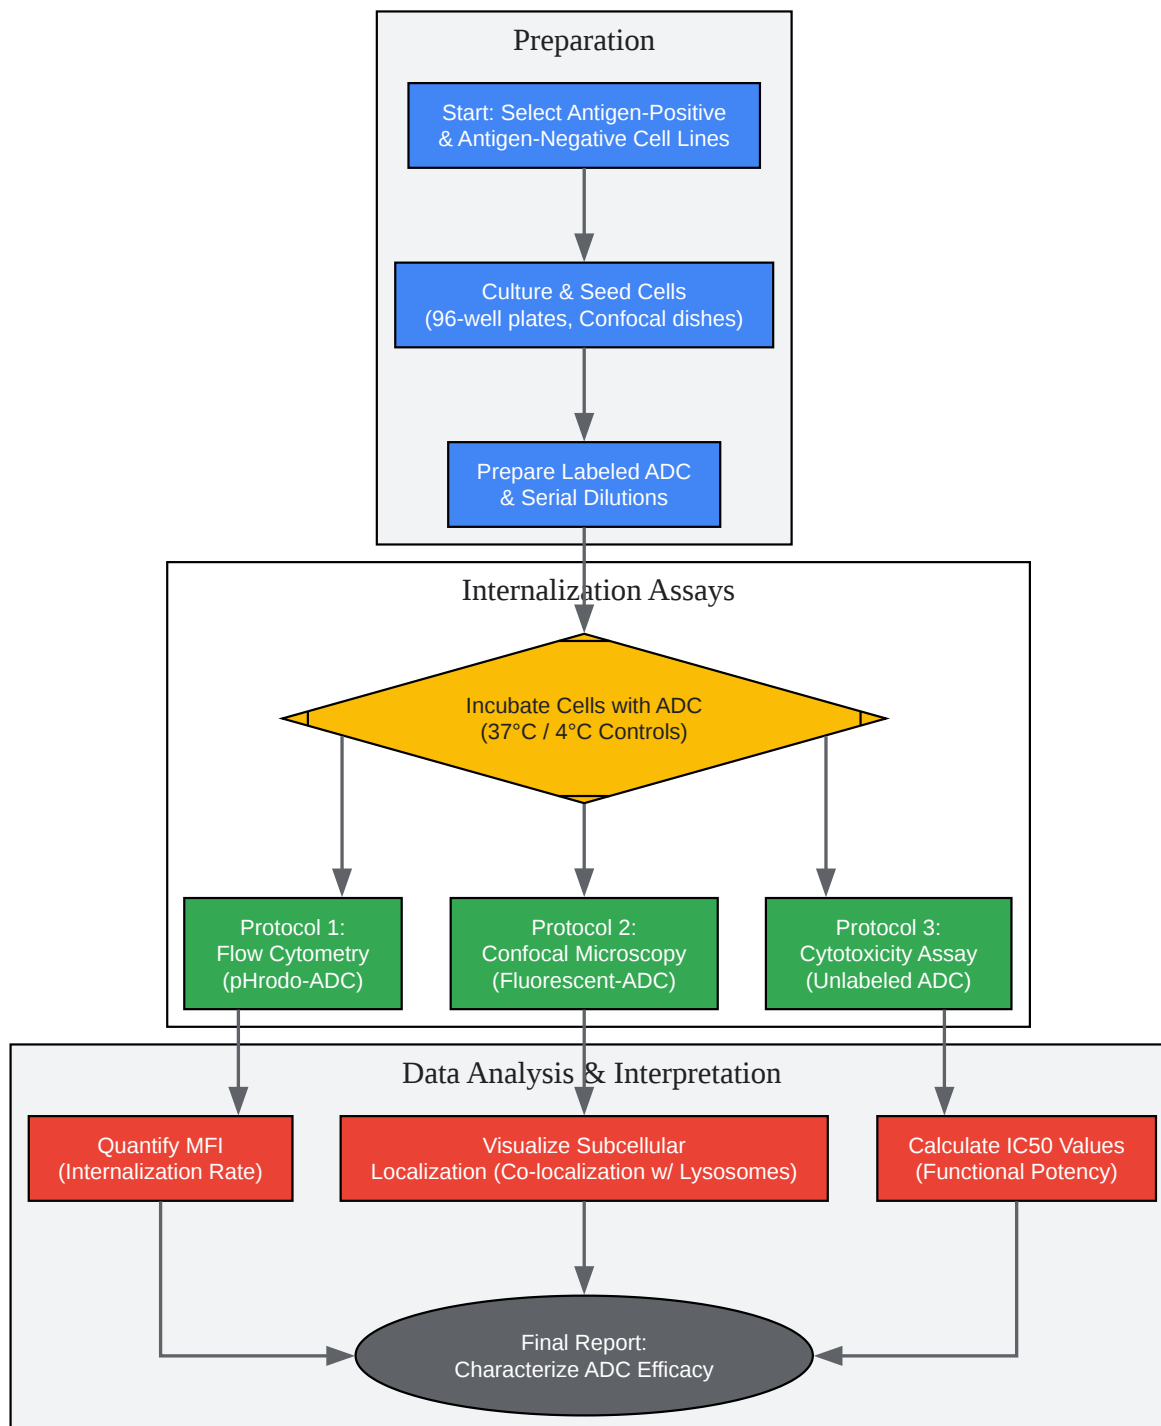 Preparation
Start: Select Antigen-Positive
& Antigen-Negative Cell Lines
Culture & Seed Cells
(96-well plates, Confocal dishes)
Prepare Labeled ADC
& Serial Dilutions
Internalization Assays
Incubate Cells with ADC
(37°C / 4°C Controls)
Protocol 1:
Flow Cytometry
(pHrodo-ADC)
Protocol 2:
Confocal Microscopy
(Fluorescent-ADC)
Protocol 3:
Cytotoxicity Assay
(Unlabeled ADC)
Data Analysis & Interpretation
Quantify MFI
(Internalization Rate)
Visualize Subcellular
Localization (Co-localization w/ Lysosomes)
Calculate IC50 Values
(Functional Potency)
Final Report:
Characterize ADC Efficacy